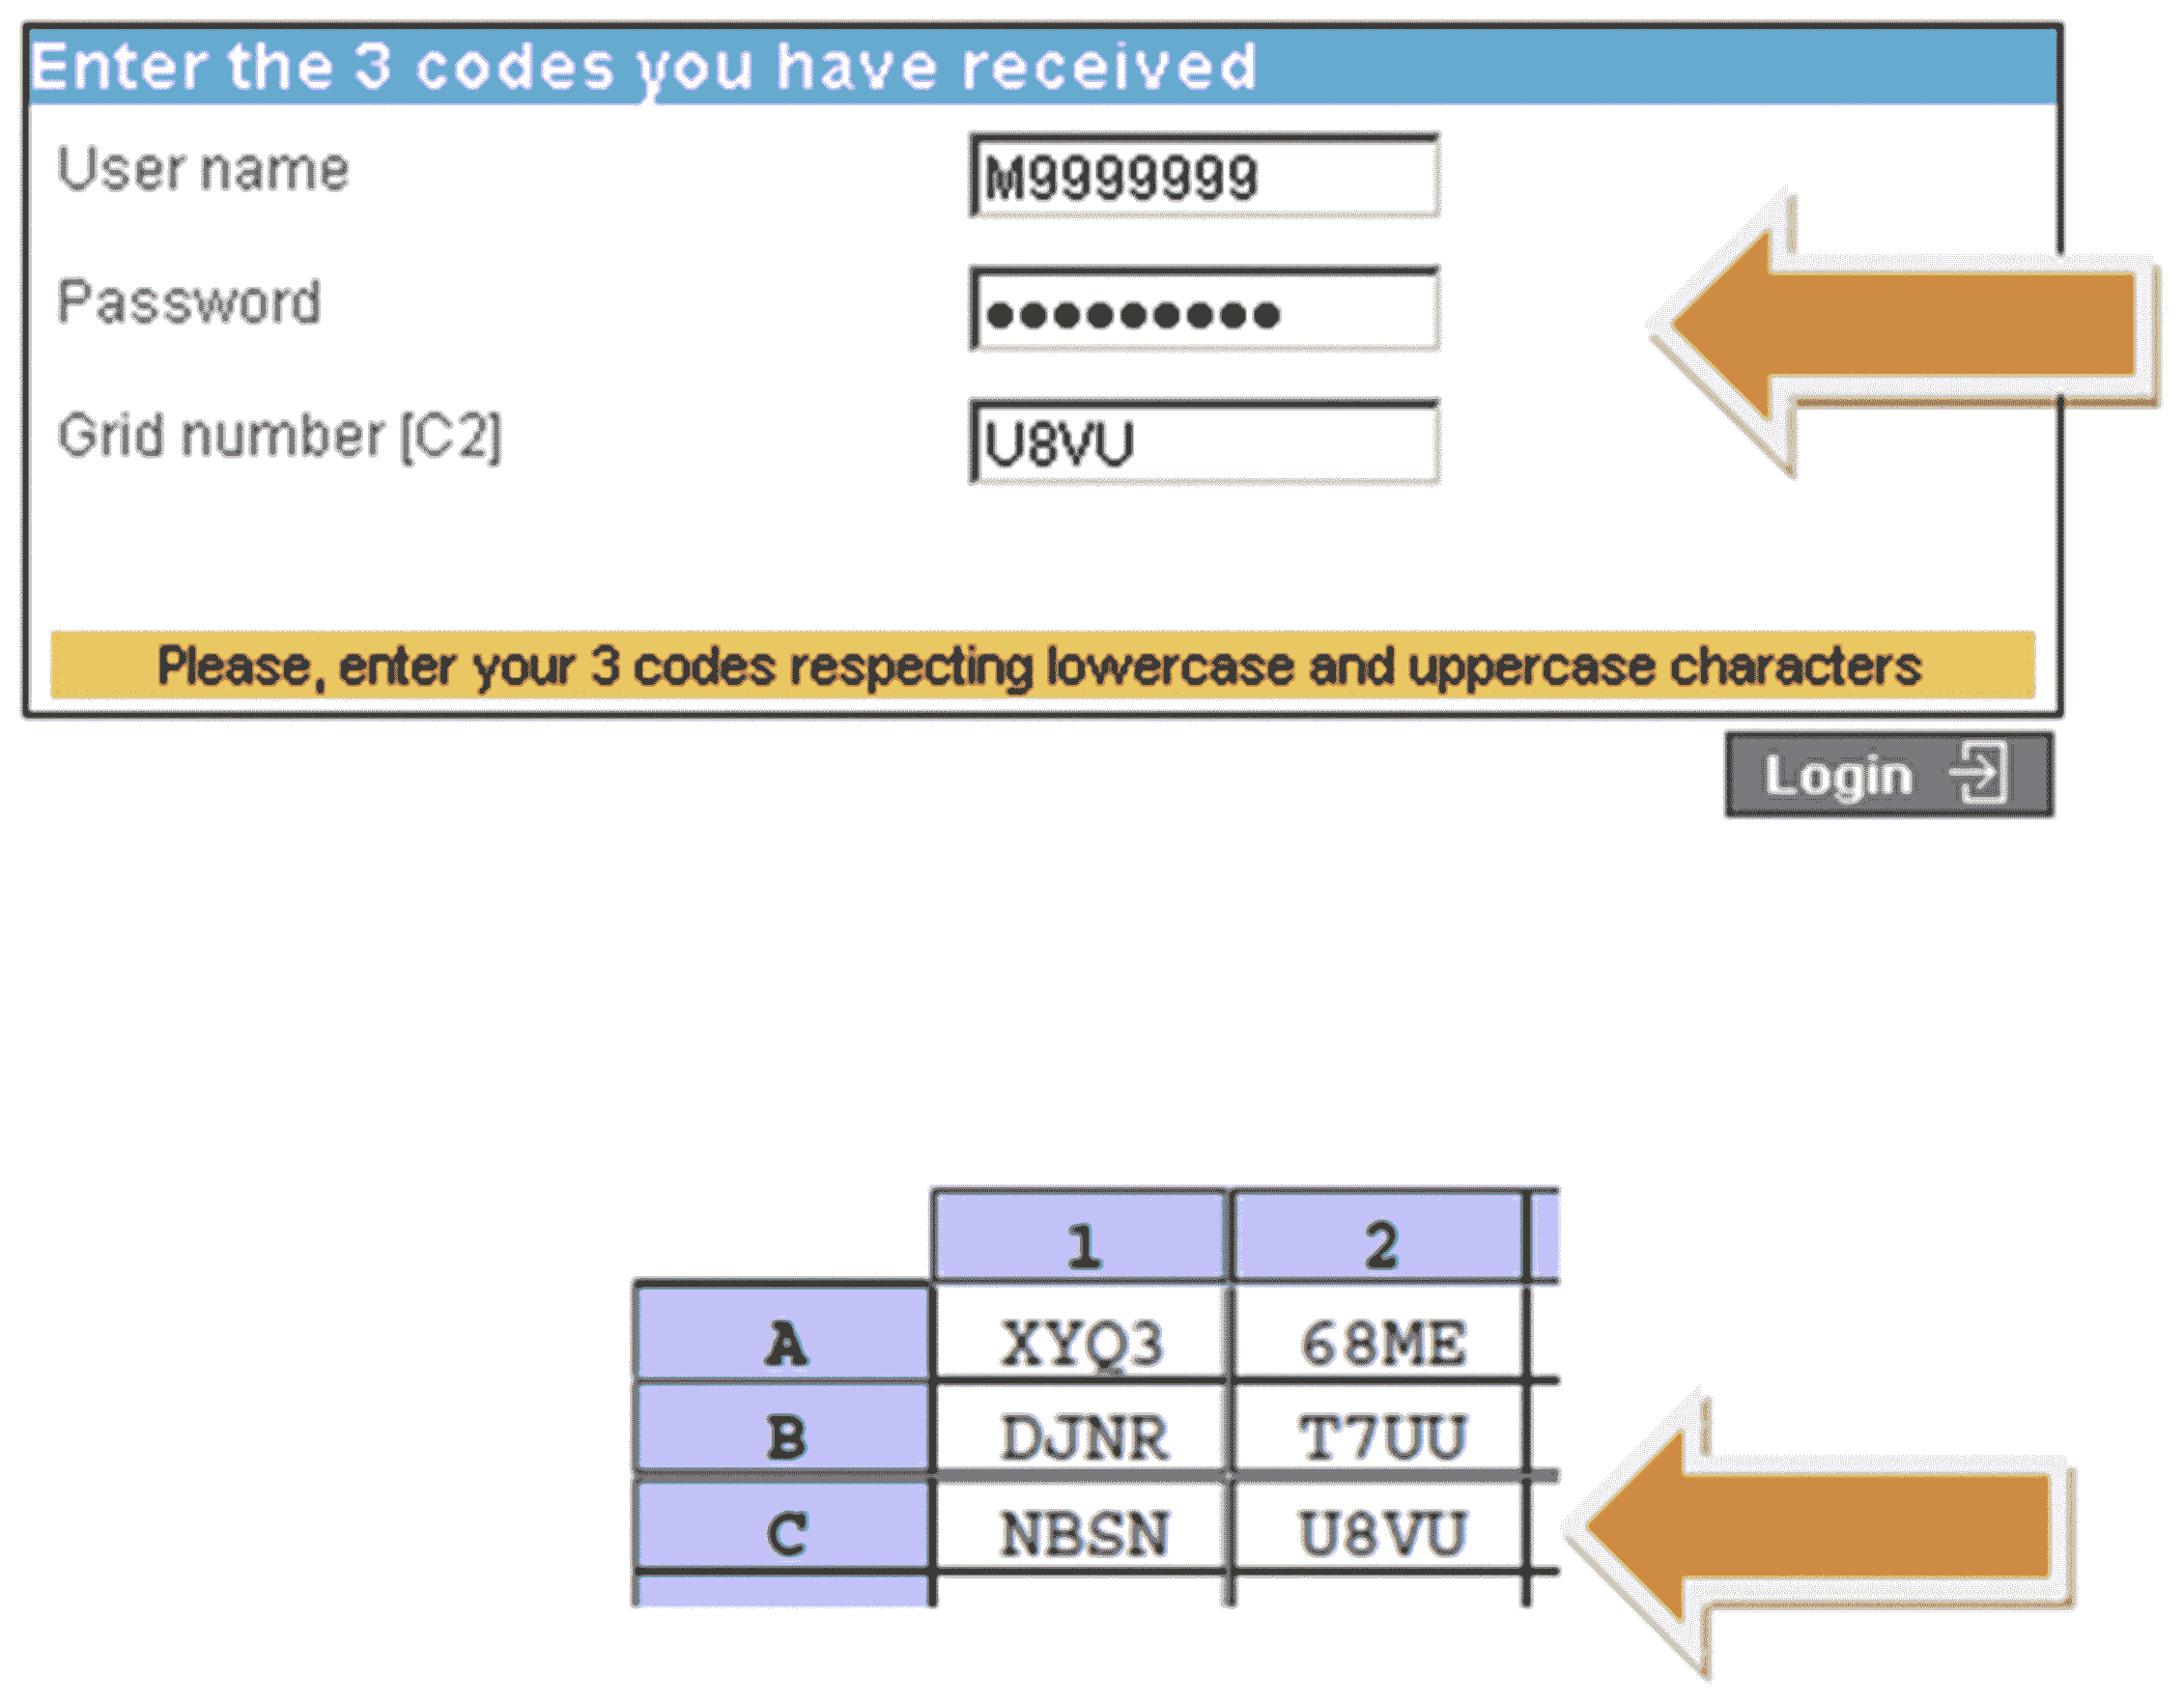 Enter the 3 codes you have received
User name M9999999
Password ●●●●●●●●●
Grid number [C2] U8VU
Please, enter your 3 codes respecting lowercase and uppercase characters
Login
1 2
A XYQ3 68ME
B DJNR T7UU
C NBSN U8VU